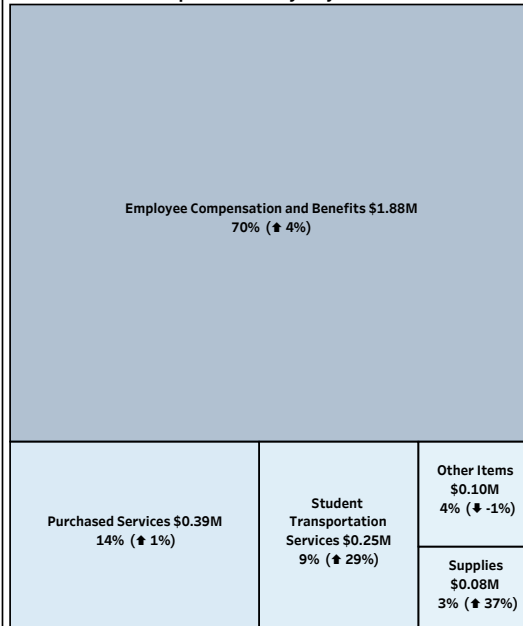 Employee Compensation and Benefits $1.88M
70% (⬆ 4%)
Purchased Services $0.39M
14% (⬆ 1%)
Student
Transportation
Services $0.25M
9% (⬆ 29%)
Other Items
$0.10M
4% (⬇ -1%)
Supplies
$0.08M
3% (⬆ 37%)